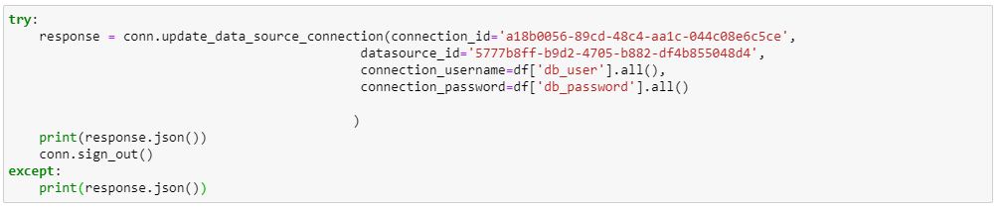 try:
    response = conn.update_data_source_connection(connection_id='a18b0056-89cd-48c4-aa1c-044c08e6c5ce',
                                        datasource_id='5777b8ff-b9d2-4705-b882-df4b855048d4',
                                        connection_username=df['db_user'].all(),
                                        connection_password=df['db_password'].all()
                                       )
    print(response.json())
    conn.sign_out()
except:
    print(response.json())